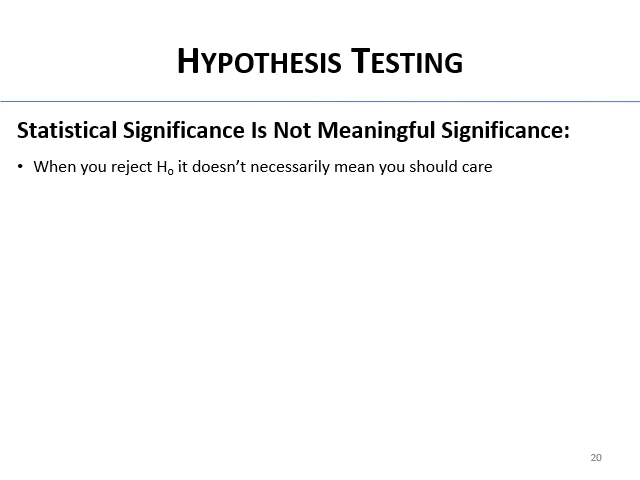 Hypothesis Testing
Statistical Significance Is Not Meaningful Significance:
• When you reject H₀ it doesn’t necessarily mean you should care
20